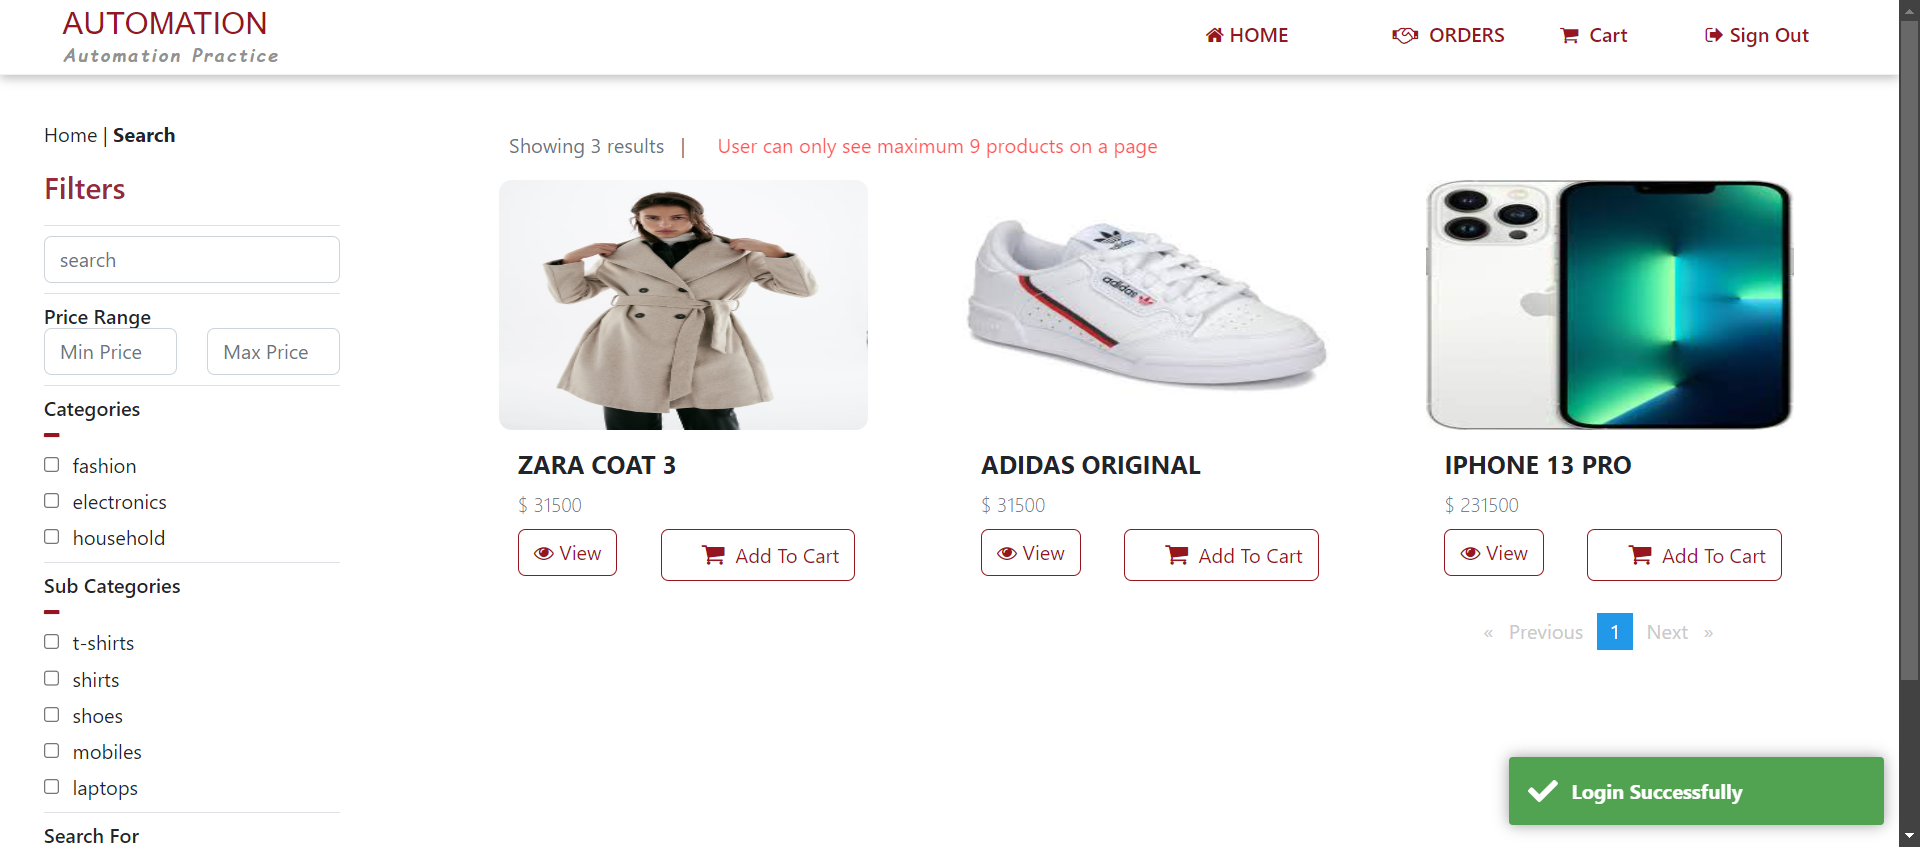 AUTOMATION
Automation Practice
HOME
ORDERS
Cart
Sign Out
Home | Search
Filters
search
Price Range
Min Price
Max Price
Categories
fashion
electronics
household
Sub Categories
t-shirts
shirts
shoes
mobiles
laptops
Search For
Showing 3 results |
User can only see maximum 9 products on a page
adidas
adidas
ZARA COAT 3
$ 31500
View
Add To Cart
ADIDAS ORIGINAL
$ 31500
View
Add To Cart
IPHONE 13 PRO
$ 231500
View
Add To Cart
« Previous 1 Next »
Login Successfully